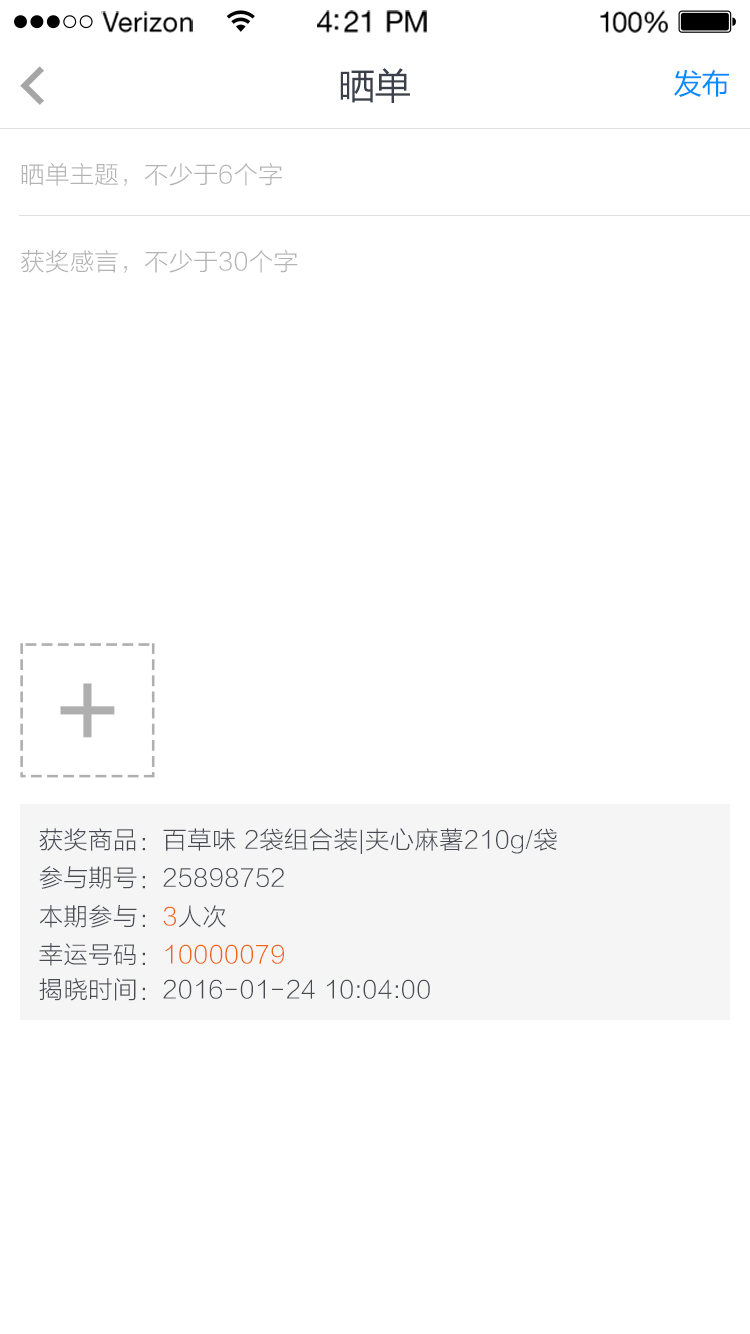 Verizon 4:21 PM 100%
晒单 发布
晒单主题，不少于6个字
获奖感言，不少于30个字
获奖商品：百草味 2袋组合装|夹心麻薯210g/袋
参与期号：25898752
本期参与：3人次
幸运号码：10000079
揭晓时间：2016-01-24 10:04:00